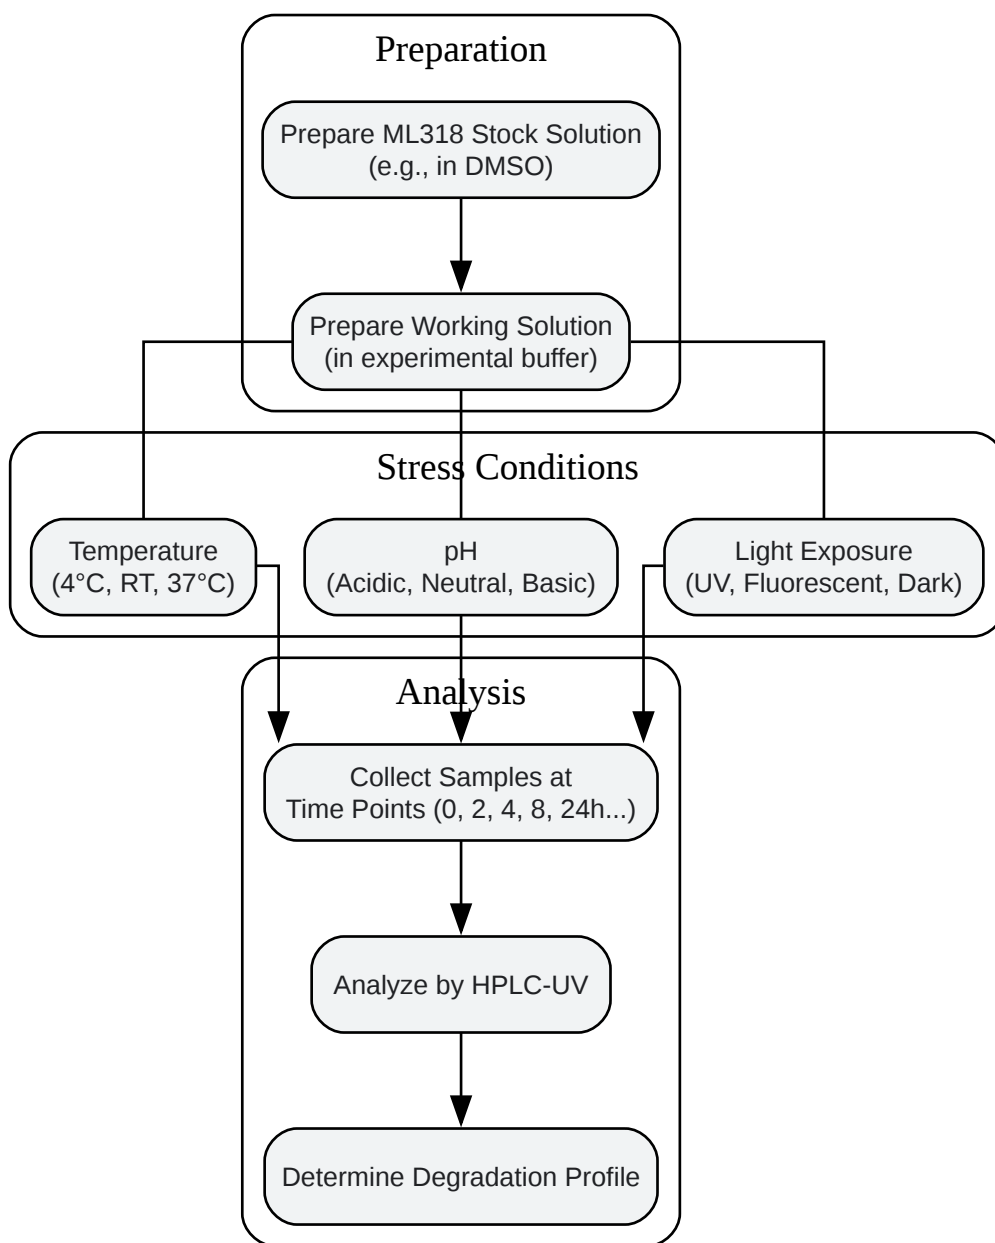 Preparation
Prepare ML318 Stock Solution
(e.g., in DMSO)
Prepare Working Solution
(in experimental buffer)
Stress Conditions
Temperature
(4°C, RT, 37°C)
pH
(Acidic, Neutral, Basic)
Light Exposure
(UV, Fluorescent, Dark)
Analysis
Collect Samples at
Time Points (0, 2, 4, 8, 24h...)
Analyze by HPLC-UV
Determine Degradation Profile